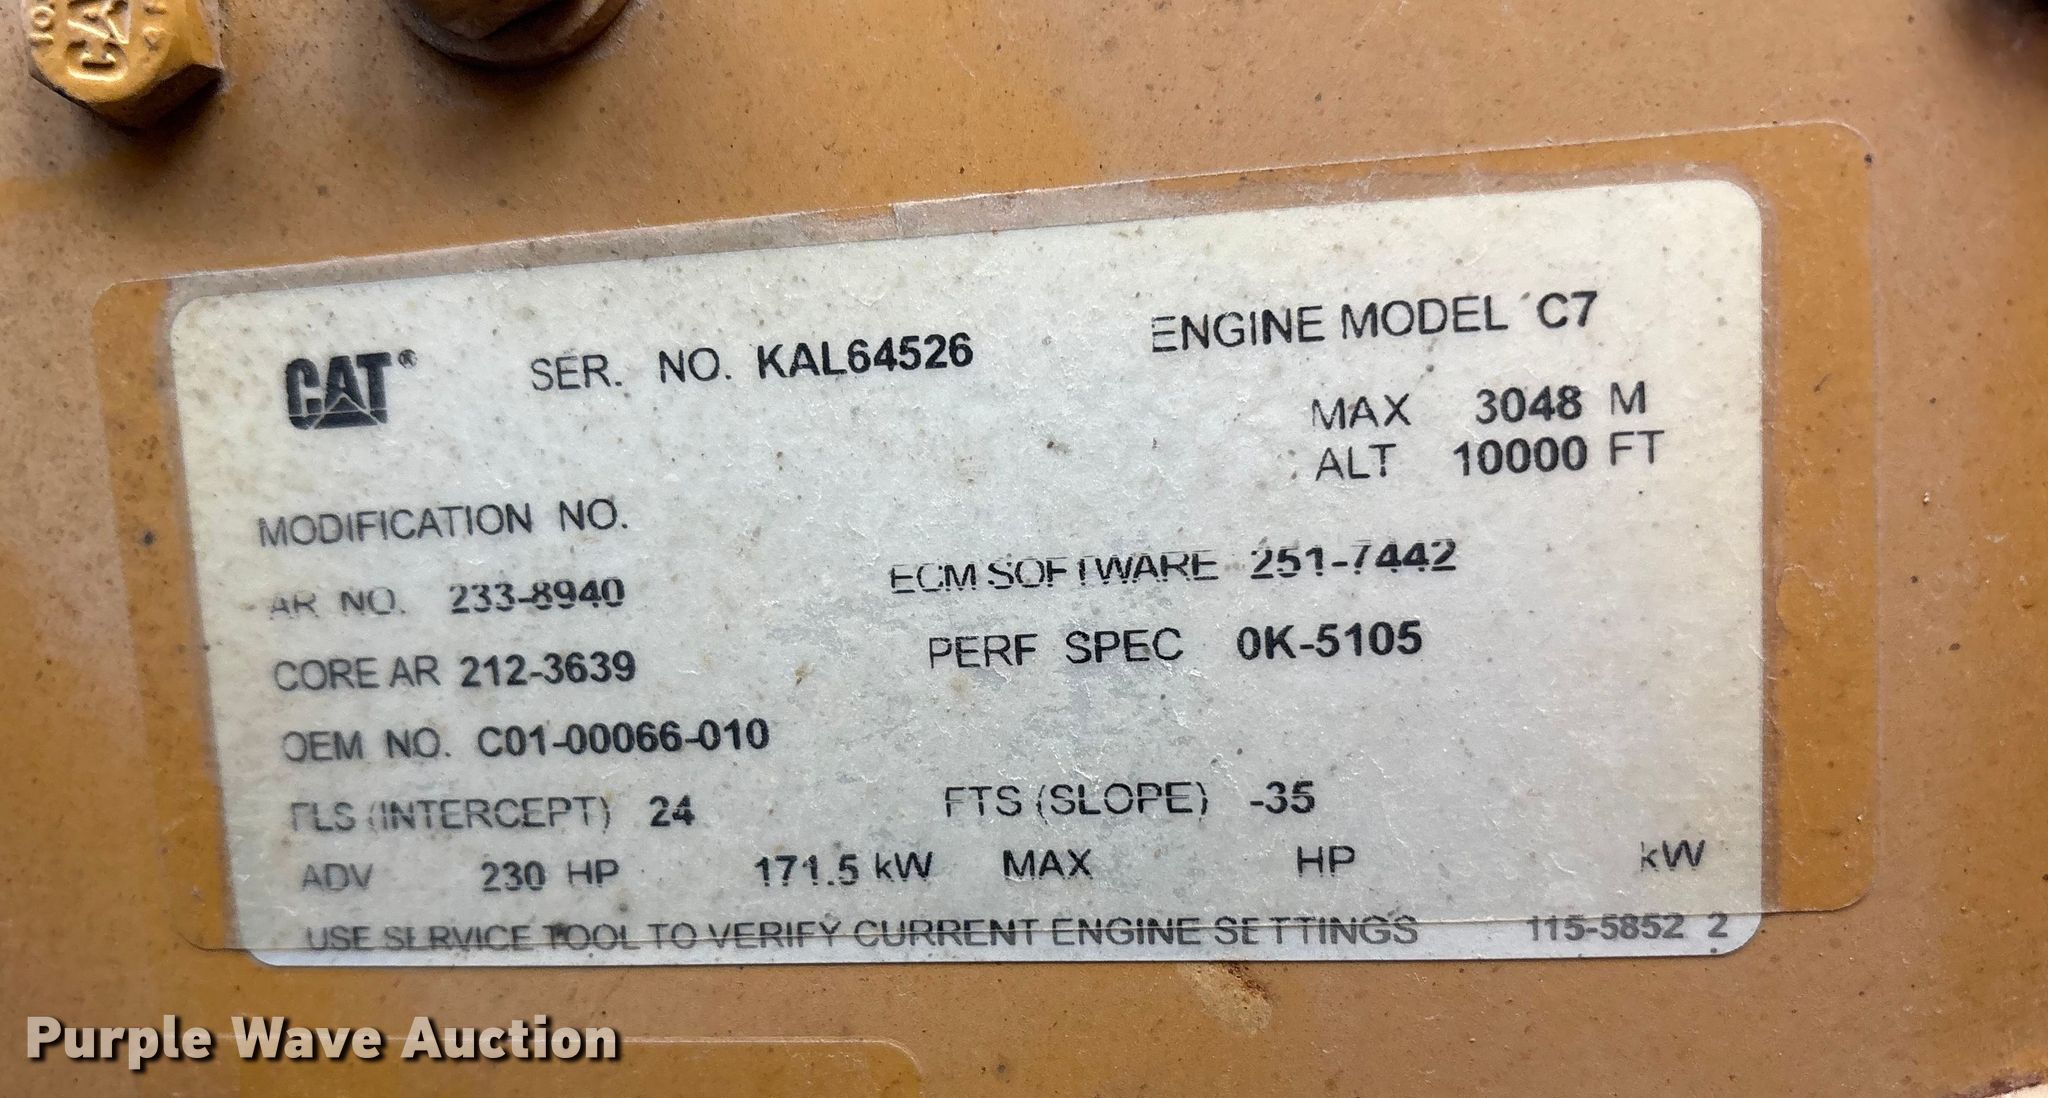 CAT
CAT® SER. NO. KAL64526 ENGINE MODEL C7
MAX 3048 M
ALT 10000 FT
MODIFICATION NO.
AR NO. 233-8940 ECM SOFTWARE 251-7442
CORE AR 212-3639 PERF SPEC 0K-5105
OEM NO. C01-00066-010
FLS (INTERCEPT) 24 FTS (SLOPE) -35
ADV 230 HP 171.5 kW MAX HP kW
USE SERVICE TOOL TO VERIFY CURRENT ENGINE SETTINGS 115-5852 2
Purple Wave Auction